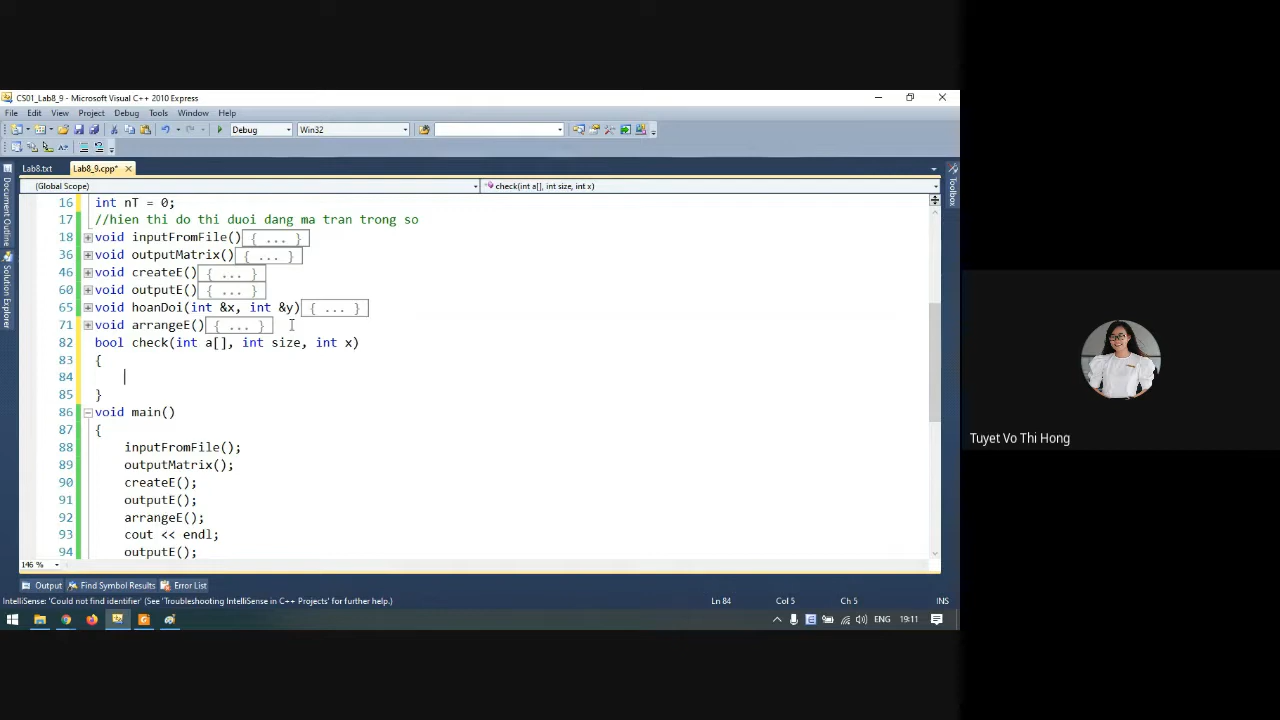 CS01_Lab8_9 - Microsoft Visual C++ 2010 Express
File Edit View Project Debug Tools Window Help
Debug Win32
Lab8.txt Lab8_9.cpp*
(Global Scope) check(int a[], int size, int x)
Document Outline
Solution Explorer
Toolbox
16 int nT = 0;
17 //hien thi do thi duoi dang ma tran trong so
18 void inputFromFile(){ ... }
36 void outputMatrix(){ ... }
46 void createE(){ ... }
60 void outputE(){ ... }
65 void hoanDoi(int &x, int &y){ ... }
71 void arrangeE(){ ... }
82 bool check(int a[], int size, int x)
83 {
84
85 }
86 void main()
87 {
88 inputFromFile();
89 outputMatrix();
90 createE();
91 outputE();
92 arrangeE();
93 cout << endl;
94 outputE();
146 %
Output Find Symbol Results Error List
IntelliSense: 'Could not find identifier' (See 'Troubleshooting IntelliSense in C++ Projects' for further help.) Ln 84 Col 5 Ch 5 INS
ENG 19:11
Tuyet Vo Thi Hong